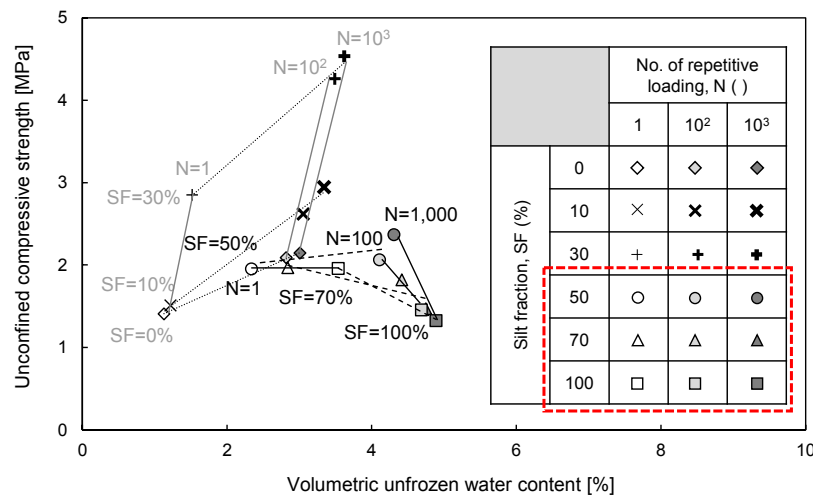 Unconfined compressive strength [MPa]
5
4
3
2
1
0
0
2
4
6
8
10
Volumetric unfrozen water content [%]
N=10³
N=10²
N=1
SF=30%
SF=10%
SF=0%
SF=50%
N=1,000
N=100
N=1
SF=70%
SF=100%
No. of repetitive
loading, N ( )
1
10²
10³
Silt fraction, SF (%)
0
10
30
50
70
100